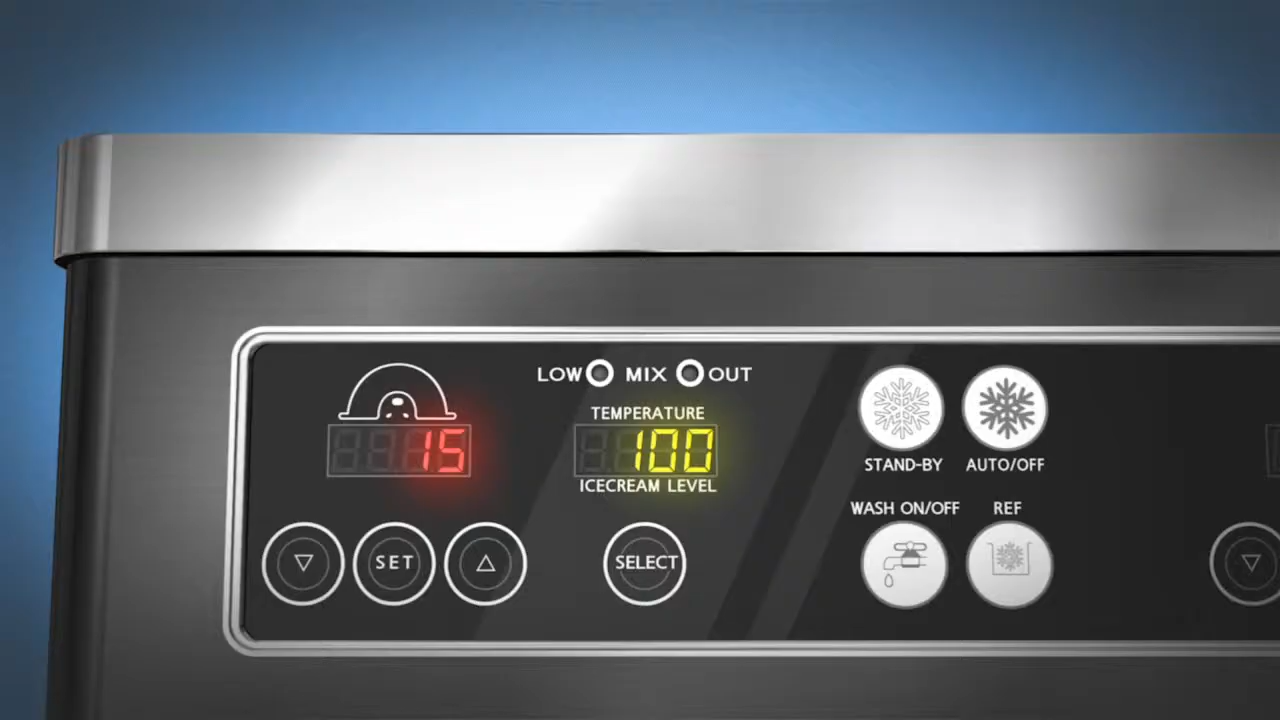 LOW MIX OUT
TEMPERATURE
15
100
ICECREAM LEVEL
SET
SELECT
STAND-BY
AUTO/OFF
WASH ON/OFF
REF